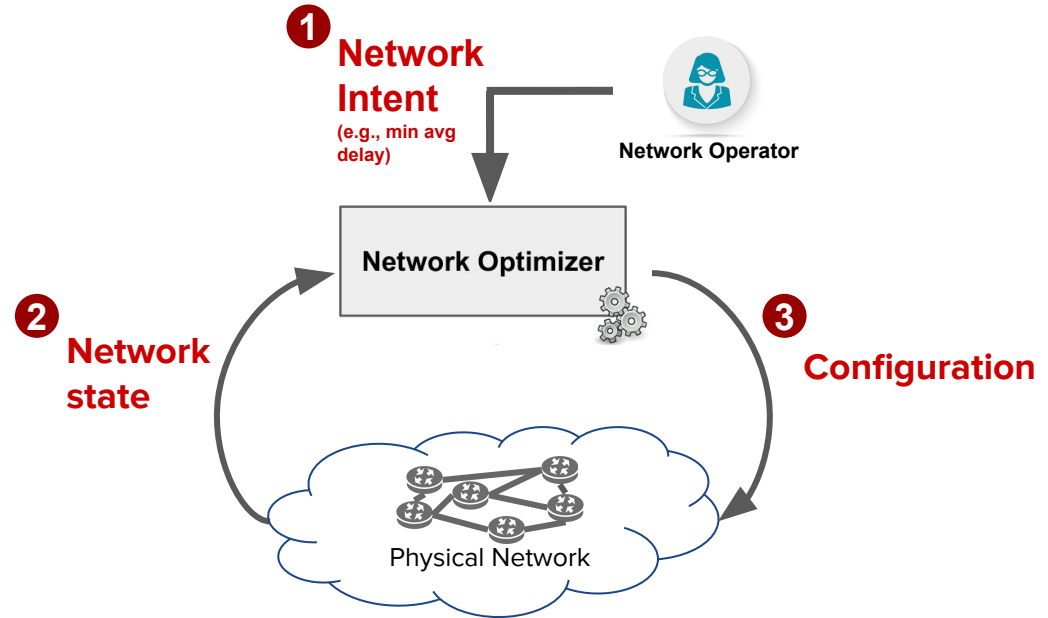 1
Network
Intent
(e.g., min avg
delay)
Network Operator
Network Optimizer
2
Network
state
3
Configuration
Physical Network